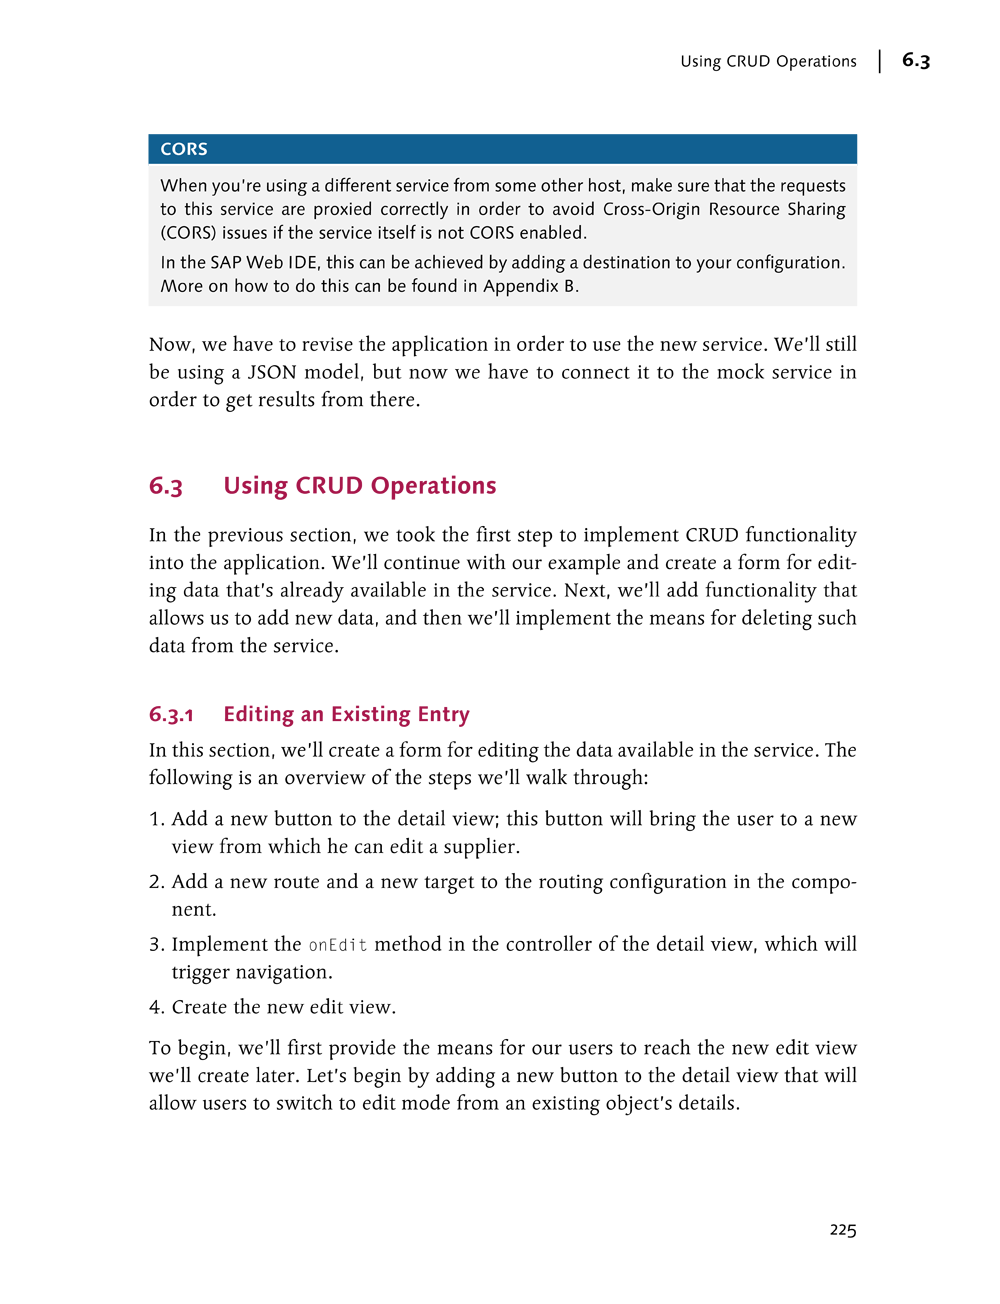 Using CRUD Operations | 6.3
CORS
When you're using a different service from some other host, make sure that the requests
to this service are proxied correctly in order to avoid Cross-Origin Resource Sharing
(CORS) issues if the service itself is not CORS enabled.
In the SAP Web IDE, this can be achieved by adding a destination to your configuration.
More on how to do this can be found in Appendix B.
Now, we have to revise the application in order to use the new service. We'll still
be using a JSON model, but now we have to connect it to the mock service in
order to get results from there.
6.3 Using CRUD Operations
In the previous section, we took the first step to implement CRUD functionality
into the application. We'll continue with our example and create a form for edit-
ing data that's already available in the service. Next, we'll add functionality that
allows us to add new data, and then we'll implement the means for deleting such
data from the service.
6.3.1 Editing an Existing Entry
In this section, we'll create a form for editing the data available in the service. The
following is an overview of the steps we'll walk through:
1. Add a new button to the detail view; this button will bring the user to a new
view from which he can edit a supplier.
2. Add a new route and a new target to the routing configuration in the compo-
nent.
3. Implement the onEdit method in the controller of the detail view, which will
trigger navigation.
4. Create the new edit view.
To begin, we'll first provide the means for our users to reach the new edit view
we'll create later. Let's begin by adding a new button to the detail view that will
allow users to switch to edit mode from an existing object's details.
225